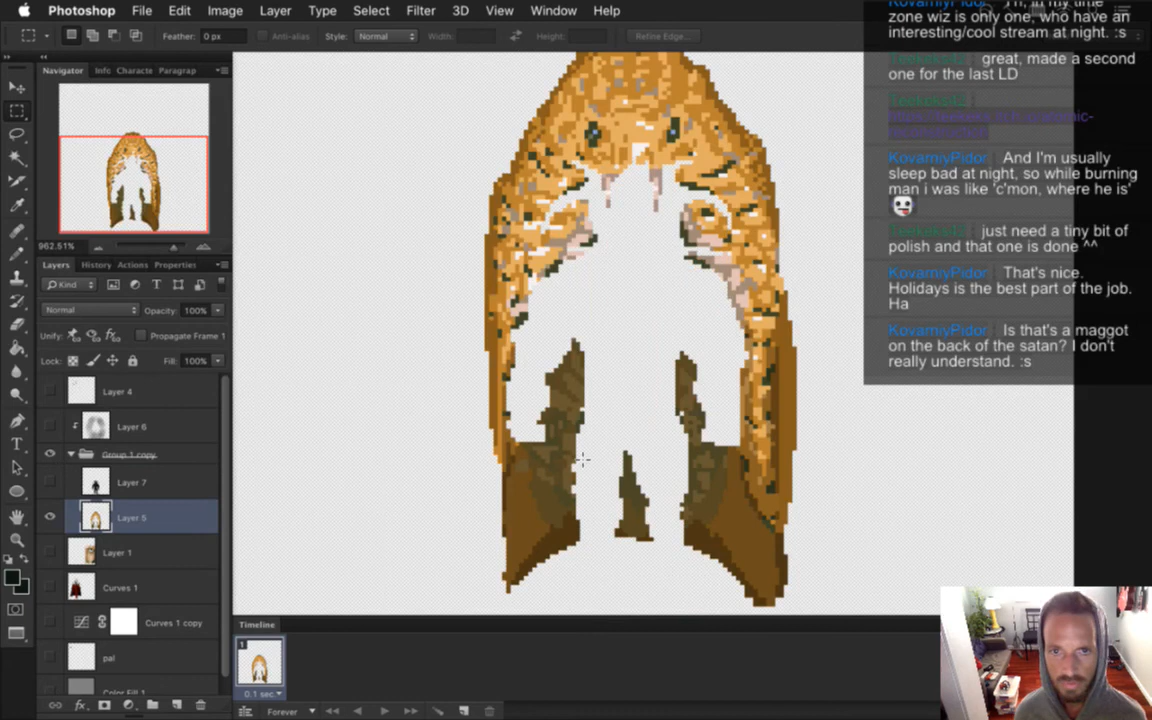 Photoshop File Edit Image Layer Type Select Filter 3D View Window Help
Feather: 0 px Anti-alias Style: Normal Width: Height: Refine Edge...
Navigator Info Characte Paragrap
962.51%
Layers History Actions Properties
Kind
Normal Opacity: 100%
Unify: Propagate Frame 1
Lock: Fill: 100%
Layer 4
Layer 6
Group 1 copy
Layer 7
Layer 5
Layer 1
Curves 1
Curves 1 copy
pal
Color Fill 1
zone wiz is only one, who have an
interesting/cool stream at night. :s
great, made a second
one for the last LD
KovarniyPidor : And I'm usually
sleep bad at night, so while burning
man i was like 'c'mon, where he is'
just need a tiny bit of
polish and that one is done ^^
KovarniyPidor : That's nice.
Holidays is the best part of the job.
Ha
KovarniyPidor : Is that's a maggot
on the back of the satan? I don't
really understand. :s
Timeline
1
0.1 sec.
Forever